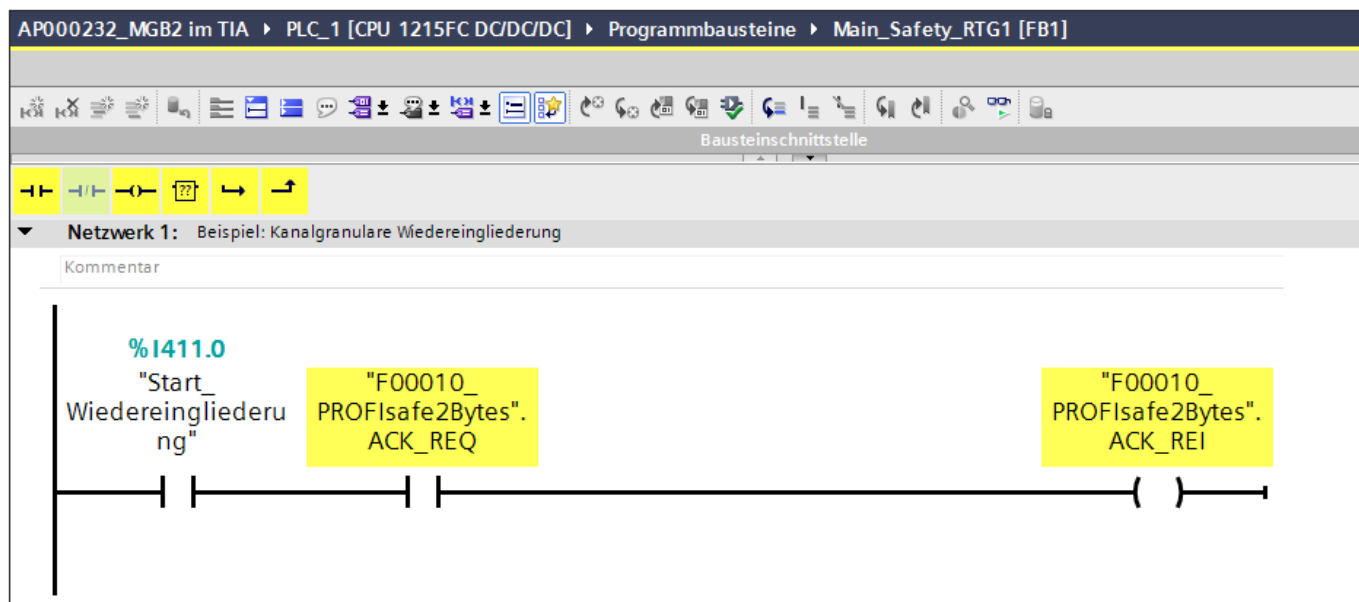 AP000232_MGB2 im TIA ▸ PLC_1 [CPU 1215FC DC/DC/DC] ▸ Programmbausteine ▸ Main_Safety_RTG1 [FB1]
Bausteinschnittstelle
??
Netzwerk 1: Beispiel: Kanalgranulare Wiedereingliederung
Kommentar
%I411.0
"Start_
Wiedereingliederu
ng"
"F00010_
PROFIsafe2Bytes".
ACK_REQ
"F00010_
PROFIsafe2Bytes".
ACK_REI